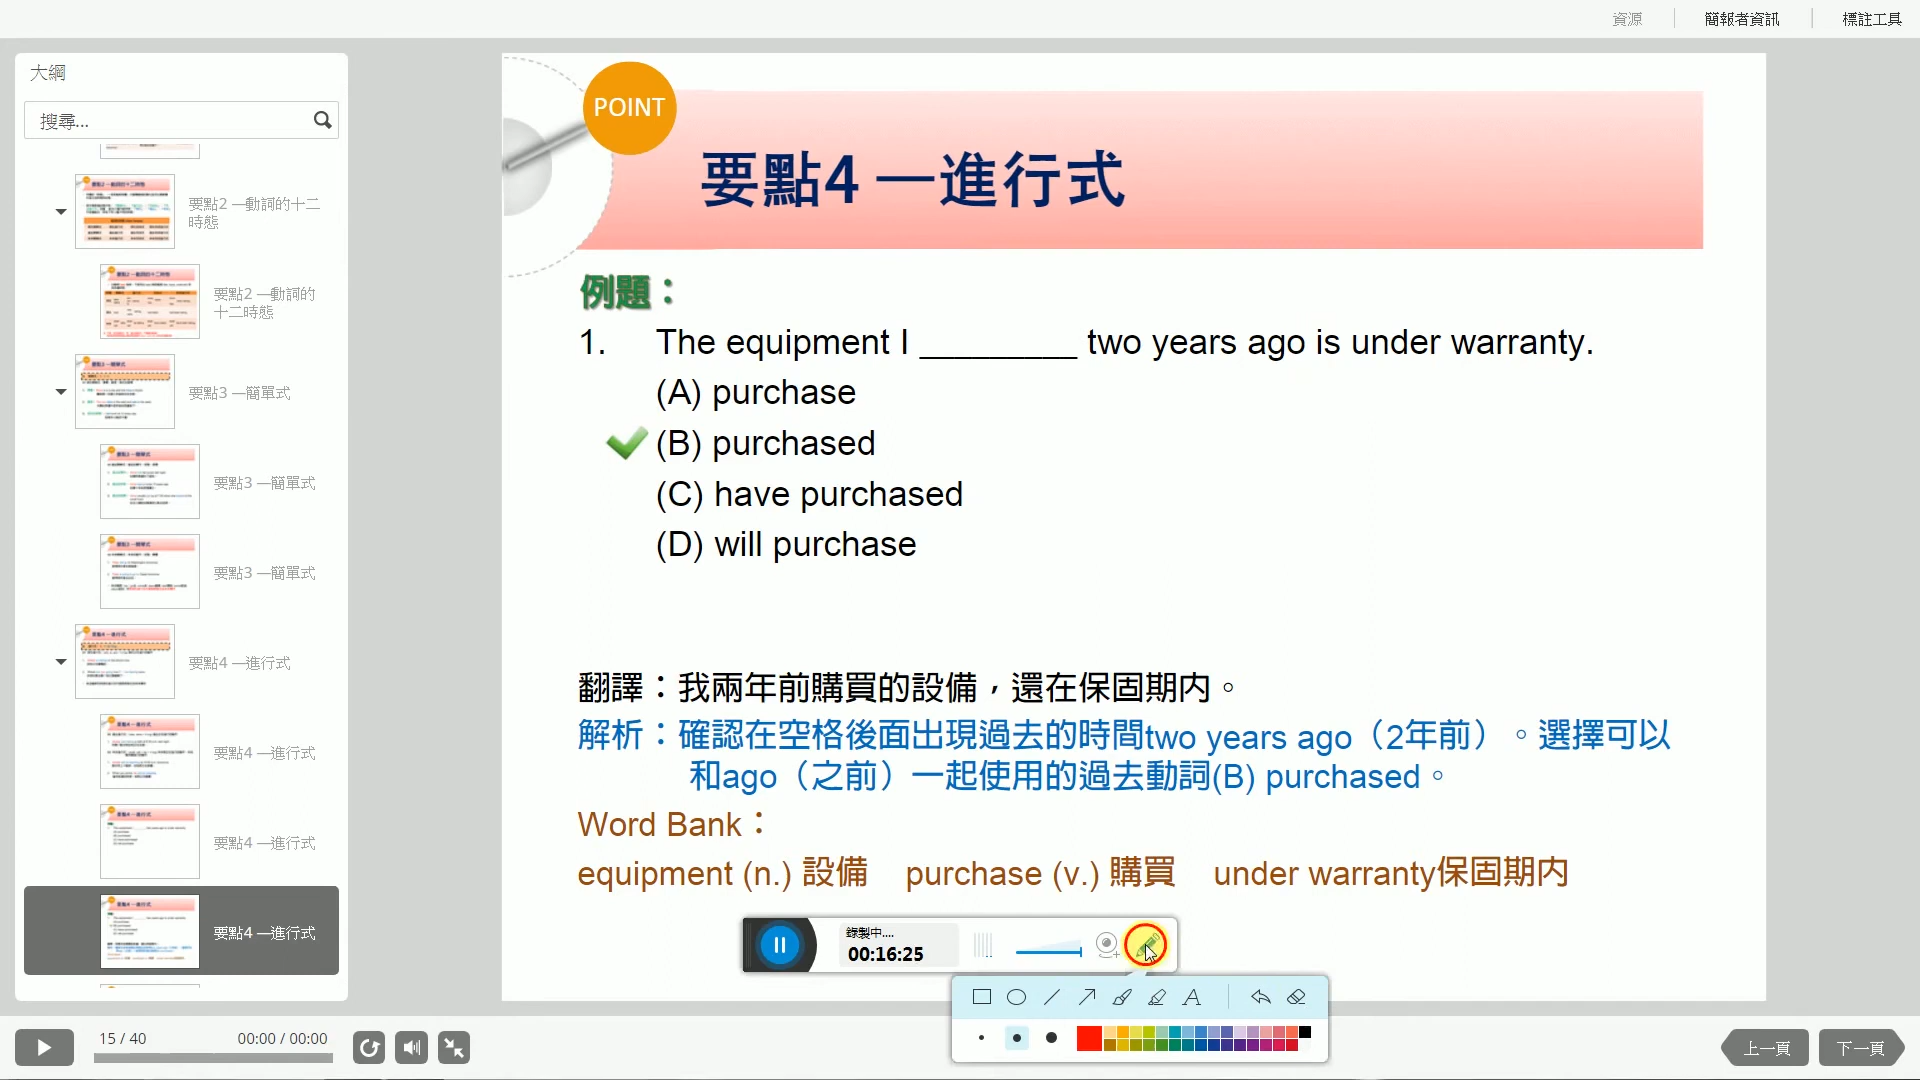 資源
簡報者資訊
標註工具
大綱
搜尋...
要點2 —動詞的十二時態
要點2 —動詞的十二時態
要點3 —簡單式
要點3 —簡單式
要點3 —簡單式
要點4 —進行式
要點4 —進行式
要點4 —進行式
要點4 —進行式
POINT
要點4 —進行式
例題：
1. The equipment I ________ two years ago is under warranty.
(A) purchase
(B) purchased
(C) have purchased
(D) will purchase
翻譯：我兩年前購買的設備，還在保固期內。
解析：確認在空格後面出現過去的時間two years ago（2年前）。選擇可以
和ago（之前）一起使用的過去動詞(B) purchased。
Word Bank：
equipment (n.) 設備 purchase (v.) 購買 under warranty保固期內
錄製中....
00:16:25
A
15 / 40
00:00 / 00:00
上一頁
下一頁